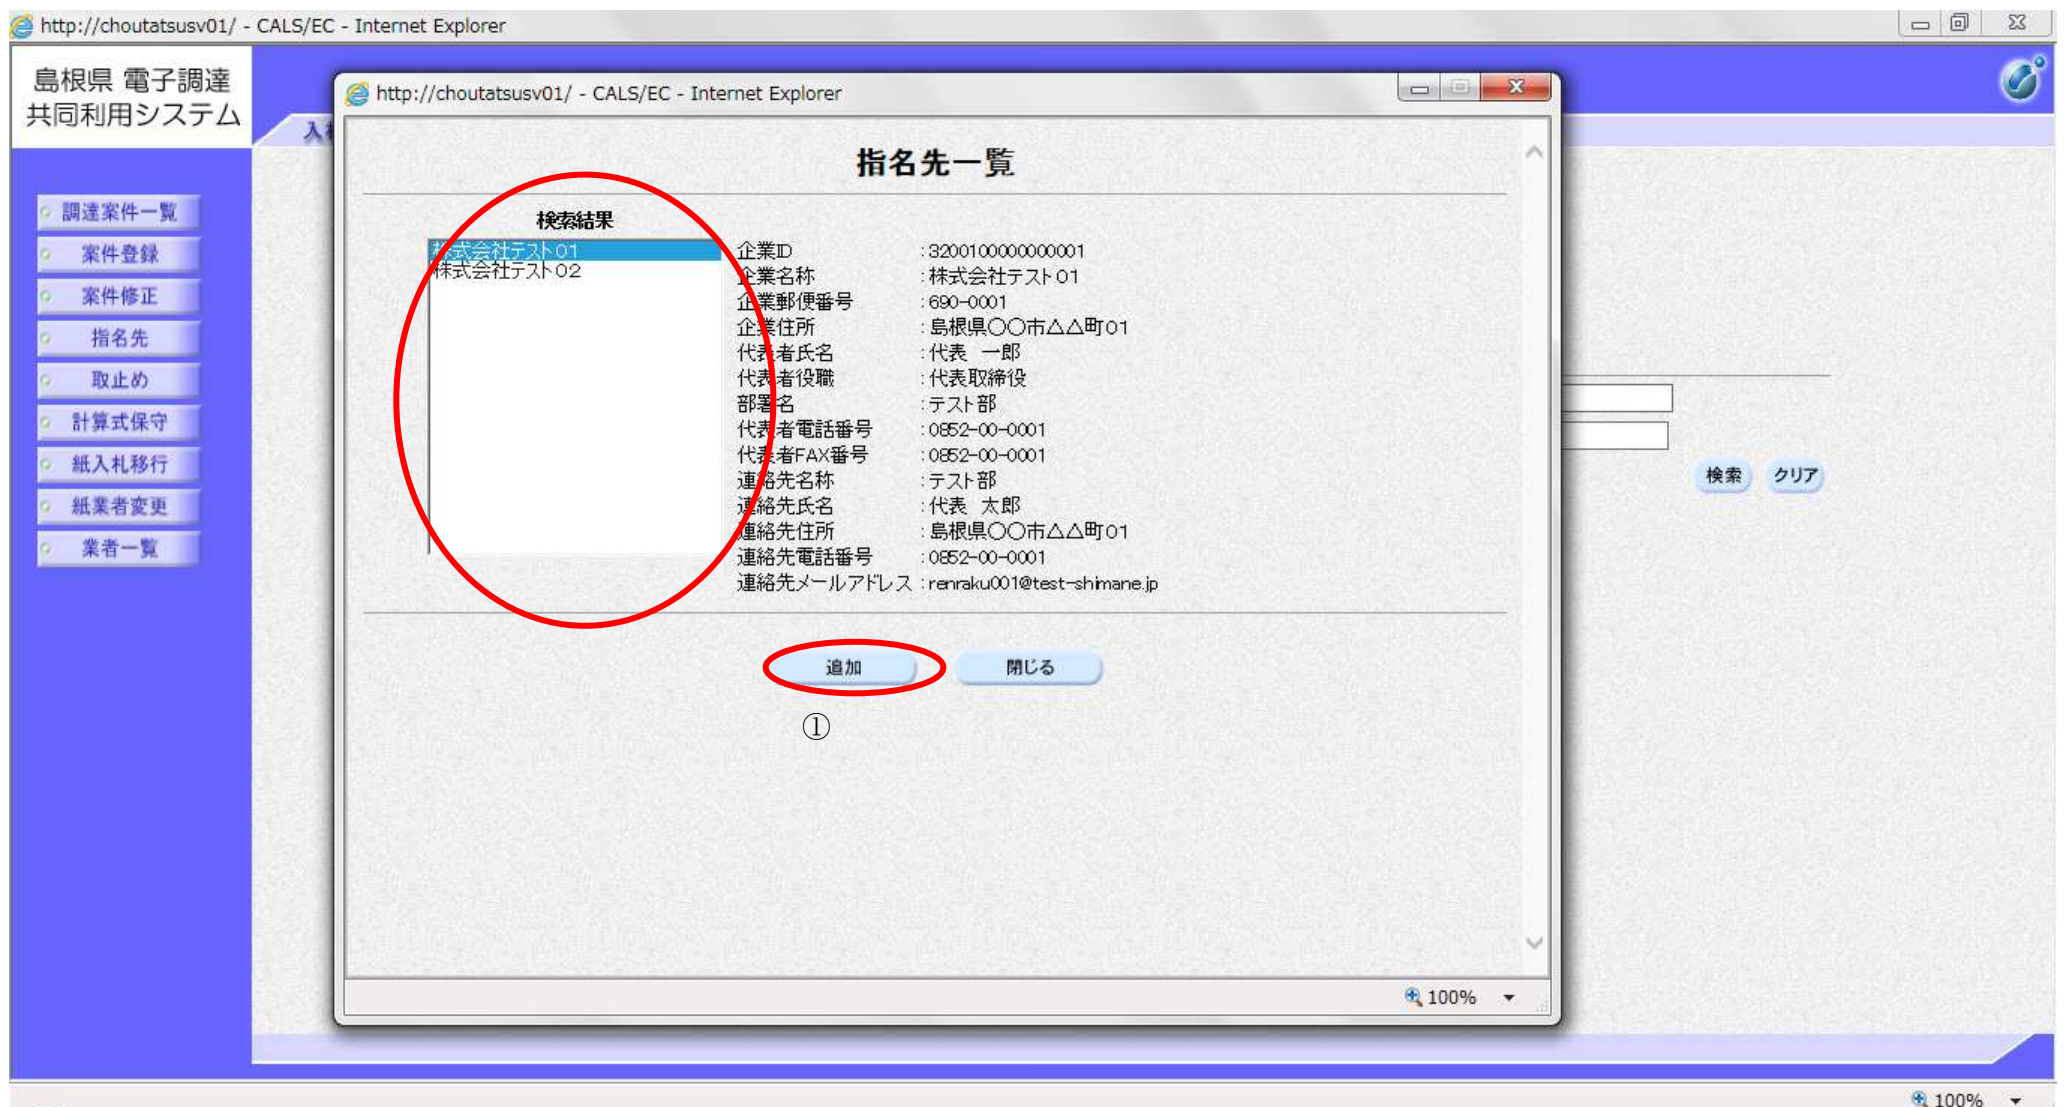 http://choutatsusv01/ - CALS/EC - Internet Explorer
島根県 電子調達
共同利用システム
調達案件一覧
案件登録
案件修正
指名先
取止め
計算式保守
紙入札移行
紙業者変更
業者一覧
http://choutatsusv01/ - CALS/EC - Internet Explorer
指名先一覧
検索結果
株式会社テスト01
株式会社テスト02
企業ID :3200100000000001
企業名称 :株式会社テスト01
企業郵便番号 :690-0001
企業住所 :島根県〇〇市△△町01
代表者氏名 :代表 一郎
代表者役職 :代表取締役
部署名 :テスト部
代表者電話番号 :0852-00-0001
代表者FAX番号 :0852-00-0001
連絡先名称 :テスト部
連絡先氏名 :代表 太郎
連絡先住所 :島根県〇〇市△△町01
連絡先電話番号 :0852-00-0001
連絡先メールアドレス :renraku001@test-shimane.jp
追加 閉じる
①
100%
検索 クリア
100%